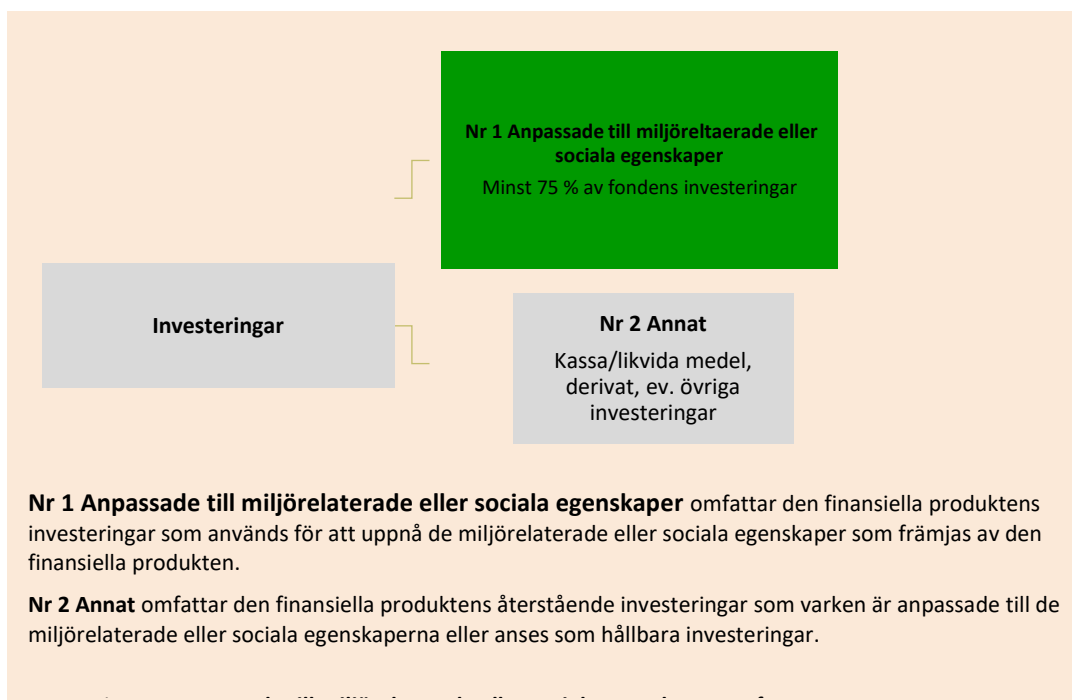 Nr 1 Anpassade till miljöreltaerade eller
sociala egenskaper
Minst 75 % av fondens investeringar
Investeringar
Nr 2 Annat
Kassa/likvida medel,
derivat, ev. övriga
investeringar
Nr 1 Anpassade till miljörelaterade eller sociala egenskaper omfattar den finansiella produktens
investeringar som används för att uppnå de miljörelaterade eller sociala egenskaper som främjas av den
finansiella produkten.
Nr 2 Annat omfattar den finansiella produktens återstående investeringar som varken är anpassade till de
miljörelaterade eller sociala egenskaperna eller anses som hållbara investeringar.